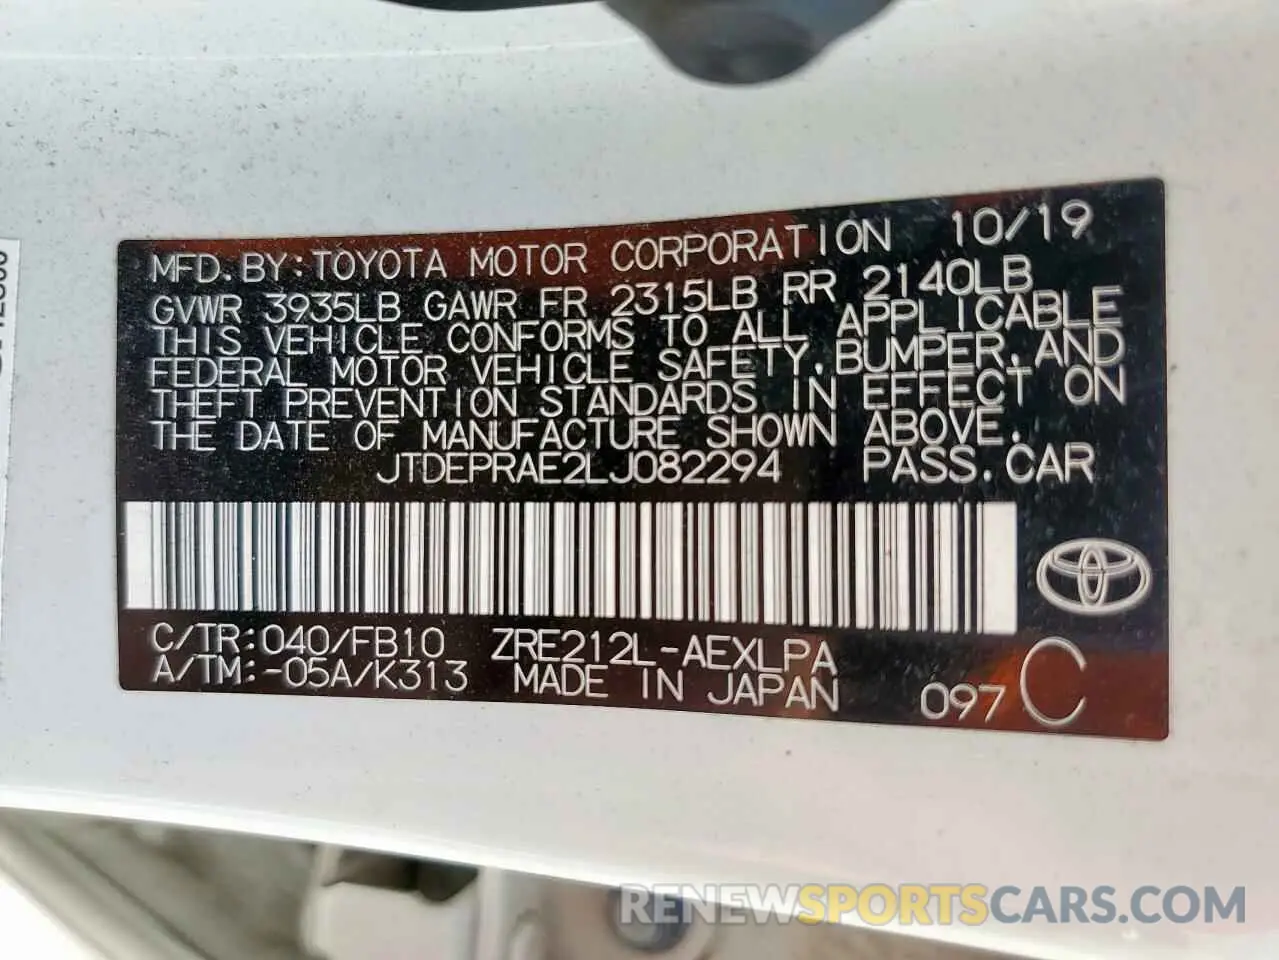 MFD. BY: TOYOTA MOTOR CORPORATION 10/19
GVWR 3935LB GAWR FR 2315LB RR 2140LB
THIS VEHICLE CONFORMS TO ALL APPLICABLE
FEDERAL MOTOR VEHICLE SAFETY, BUMPER, AND
THEFT PREVENTION STANDARDS IN EFFECT ON
THE DATE OF MANUFACTURE SHOWN ABOVE.
JTDEPRAE2LJ082294 PASS. CAR
C/TR: 040/FB10 ZRE212L-AEXLPA
A/TM: -05A/K313 MADE IN JAPAN 097 C
RENEWSPORTSCARS.COM